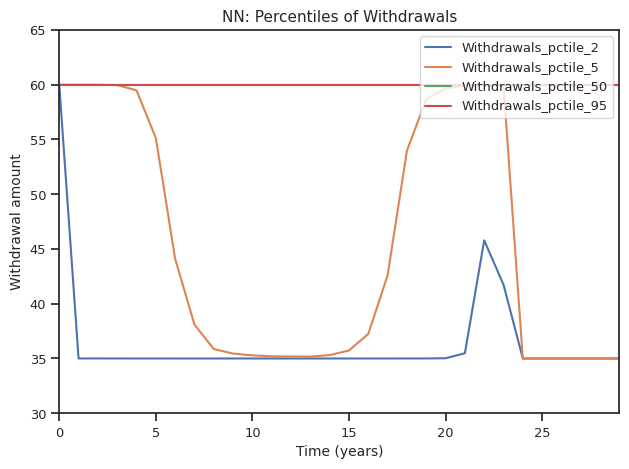 NN: Percentiles of Withdrawals
65
60
55
50
45
40
35
30
Withdrawal amount
Withdrawals_pctile_2
Withdrawals_pctile_5
Withdrawals_pctile_50
Withdrawals_pctile_95
0 5 10 15 20 25
Time (years)